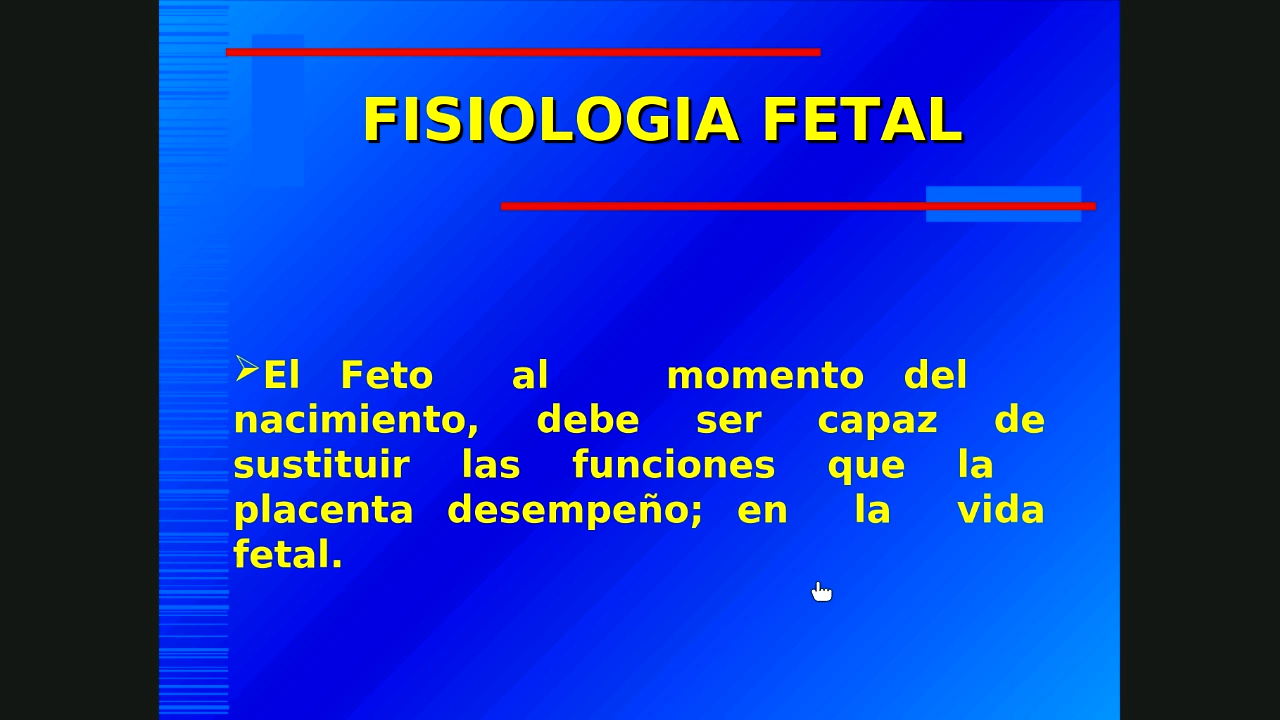 FISIOLOGIA FETAL
➢El Feto al momento del
nacimiento, debe ser capaz de
sustituir las funciones que la
placenta desempeño; en la vida
fetal.